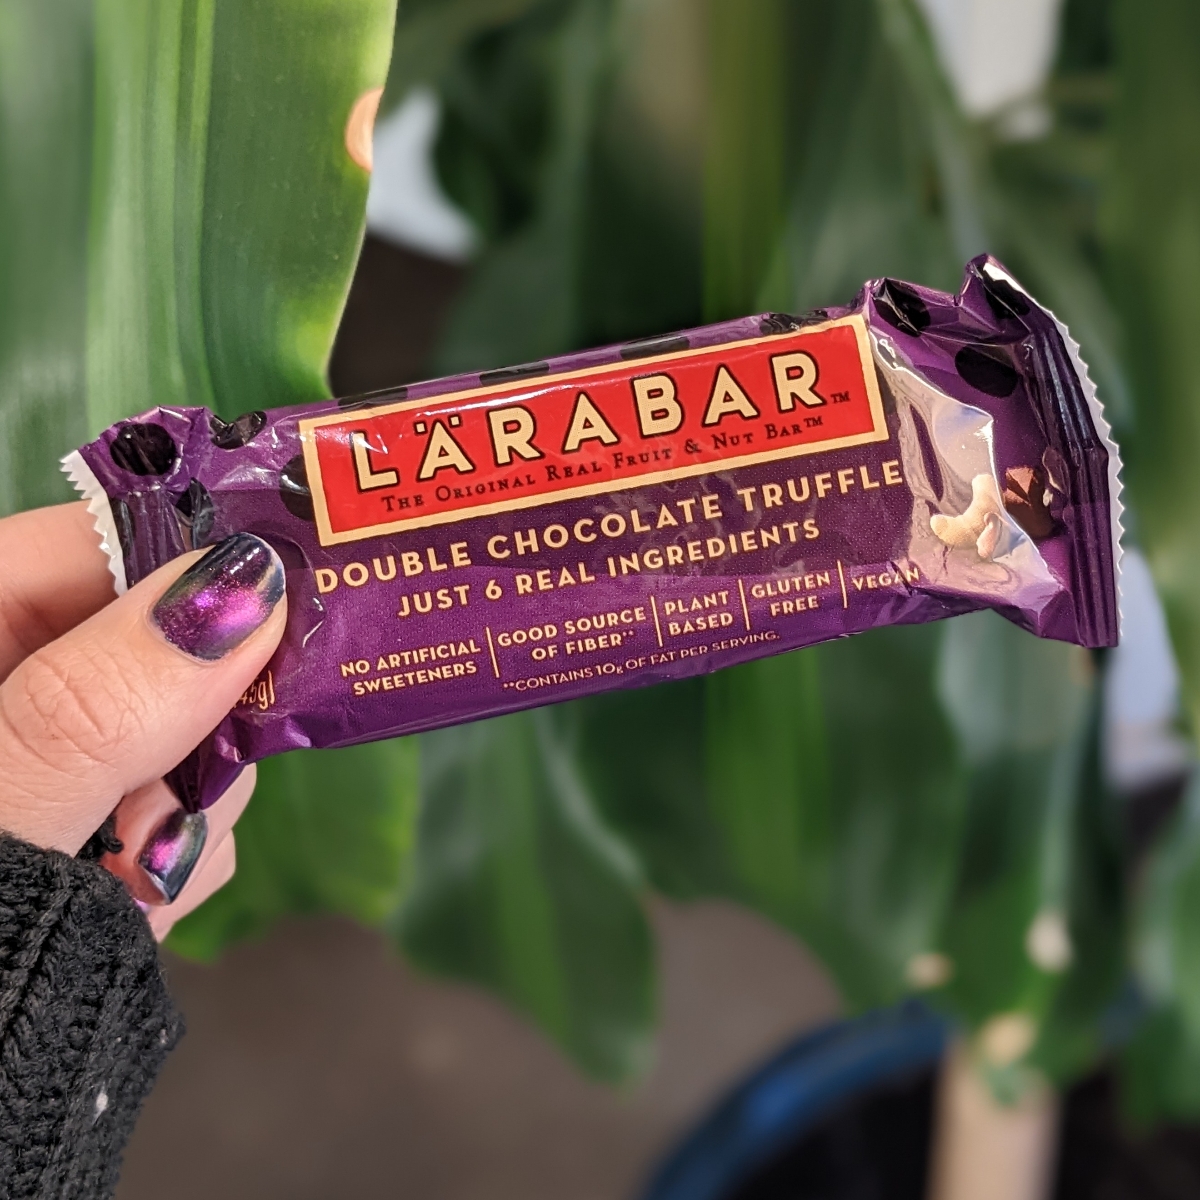 LÄRABAR™
THE ORIGINAL REAL FRUIT & NUT BAR™
DOUBLE CHOCOLATE TRUFFLE
JUST 6 REAL INGREDIENTS
NO ARTIFICIAL
SWEETENERS
GOOD SOURCE
OF FIBER**
PLANT
BASED
GLUTEN
FREE
VEGAN
**CONTAINS 10g OF FAT PER SERVING.